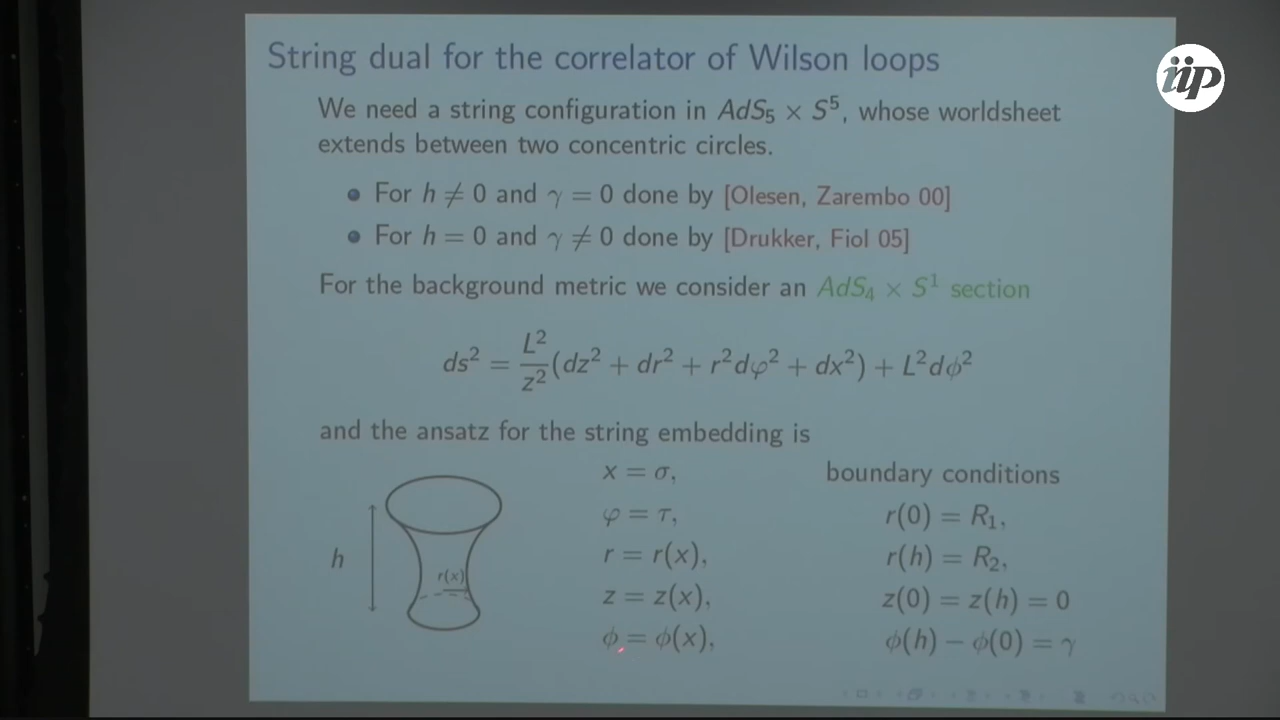 String dual for the correlator of Wilson loops
iip
We need a string configuration in AdS₅ × S⁵, whose worldsheet
extends between two concentric circles.
• For h ≠ 0 and γ = 0 done by [Olesen, Zarembo 00]
• For h = 0 and γ ≠ 0 done by [Drukker, Fiol 05]
For the background metric we consider an AdS₄ × S¹ section
ds² = L²/z² (dz² + dr² + r²dφ² + dx²) + L²dϕ²
and the ansatz for the string embedding is
x = σ,
boundary conditions
φ = τ,
r(0) = R₁,
h
r(x)
r = r(x),
r(h) = R₂,
z = z(x),
z(0) = z(h) = 0
ϕ = ϕ(x),
ϕ(h) − ϕ(0) = γ